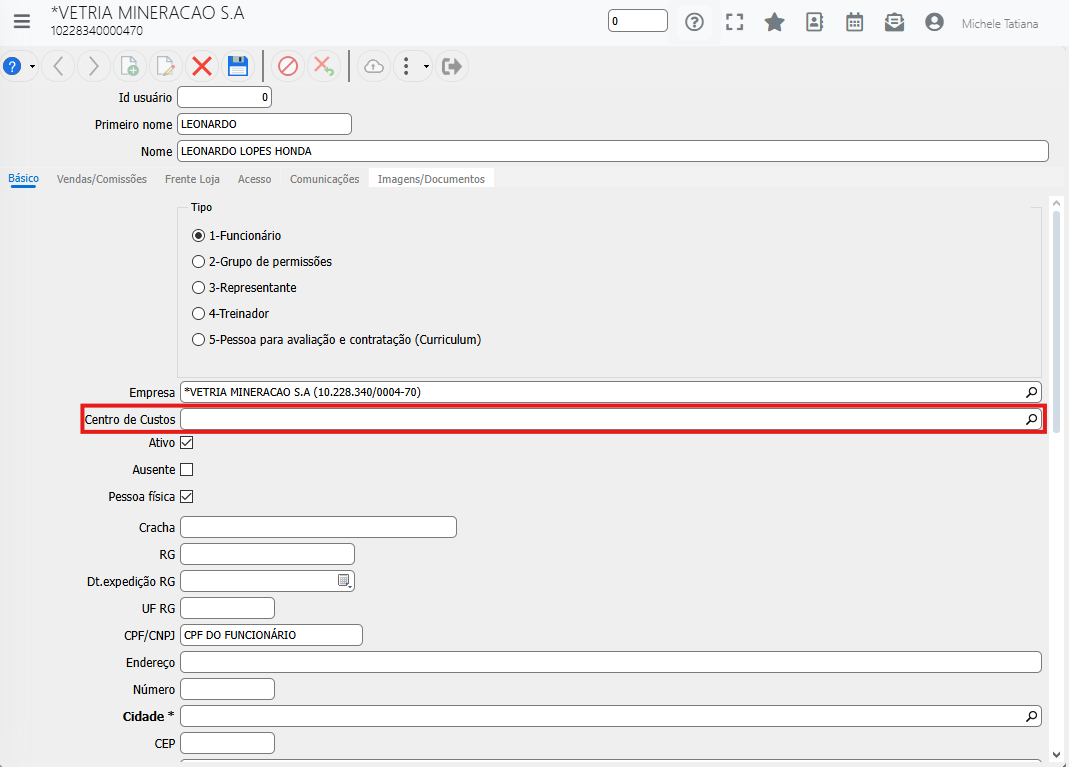 *VETRIA MINERACAO S.A
10228340000470
0
Michele Tatiana
Id usuário 0
Primeiro nome LEONARDO
Nome LEONARDO LOPES HONDA
Básico Vendas/Comissões Frente Loja Acesso Comunicações Imagens/Documentos
Tipo
1-Funcionário
2-Grupo de permissões
3-Representante
4-Treinador
5-Pessoa para avaliação e contratação (Curriculum)
Empresa *VETRIA MINERACAO S.A (10.228.340/0004-70)
Centro de Custos
Ativo
Ausente
Pessoa física
Cracha
RG
Dt.expedição RG
UF RG
CPF/CNPJ CPF DO FUNCIONÁRIO
Endereço
Número
Cidade *
CEP